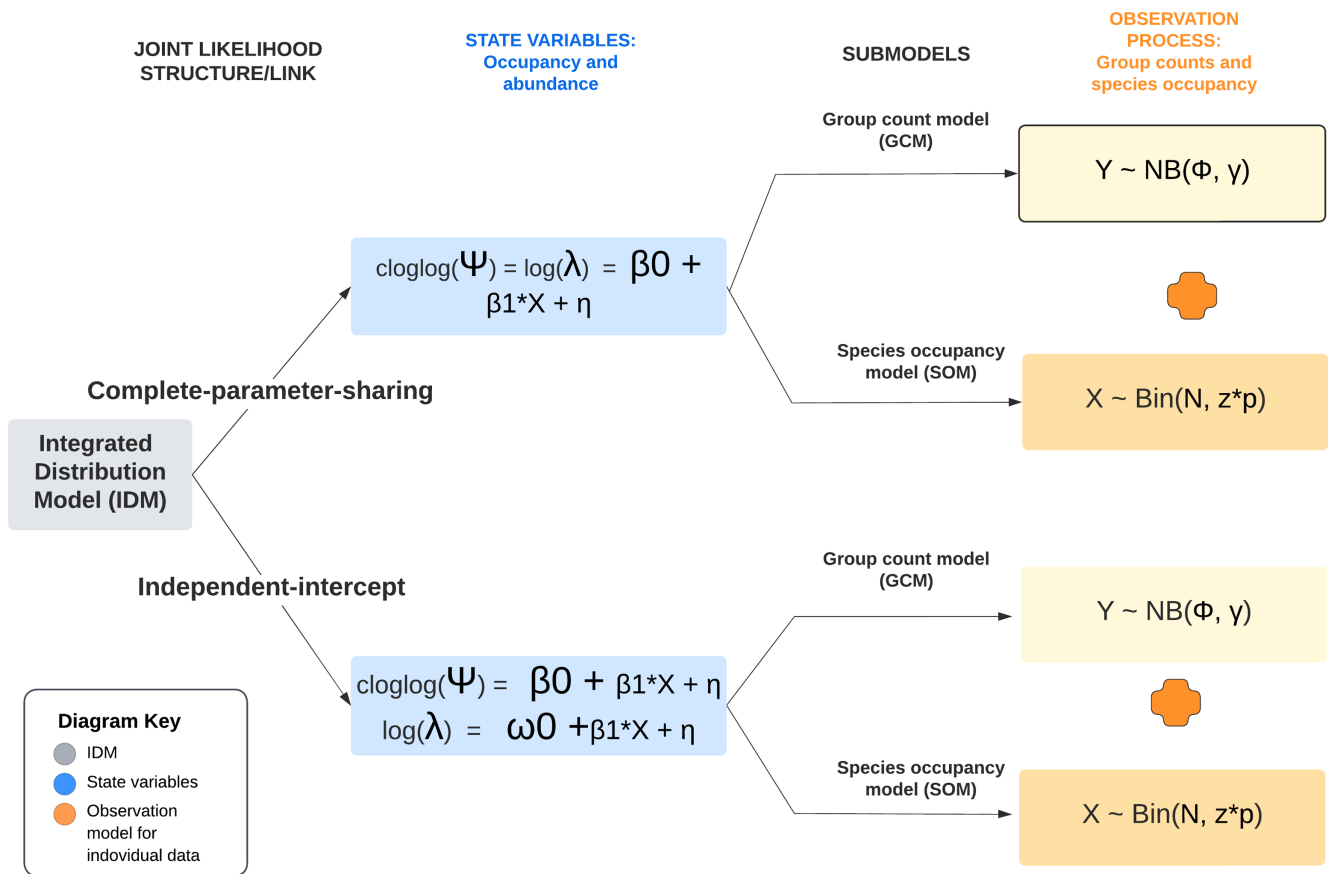 JOINT LIKELIHOOD
STRUCTURE/LINK
STATE VARIABLES:
Occupancy and
abundance
SUBMODELS
OBSERVATION
PROCESS:
Group counts and
species occupancy
Group count model
(GCM)
Y ~ NB(Φ, γ)
cloglog(Ψ) = log(λ) = β0 +
β1*X + η
Species occupancy
model (SOM)
X ~ Bin(N, z*p)
Complete-parameter-sharing
Integrated
Distribution
Model (IDM)
Independent-intercept
Group count model
(GCM)
Y ~ NB(Φ, γ)
cloglog(Ψ) = β0 + β1*X + η
log(λ) = ω0 +β1*X + η
Species occupancy
model (SOM)
X ~ Bin(N, z*p)
Diagram Key
IDM
State variables
Observation
model for
indovidual data